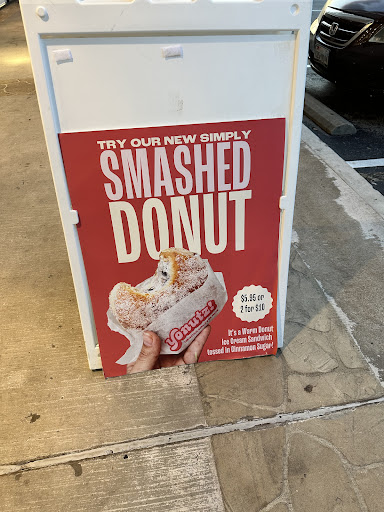 TRY OUR NEW SIMPLY
SMASHED
DONUT
$5.95 or
2 for $10
Yonutz!
It's a Warm Donut
Ice Cream Sandwich
tossed in Cinnamon Sugar!